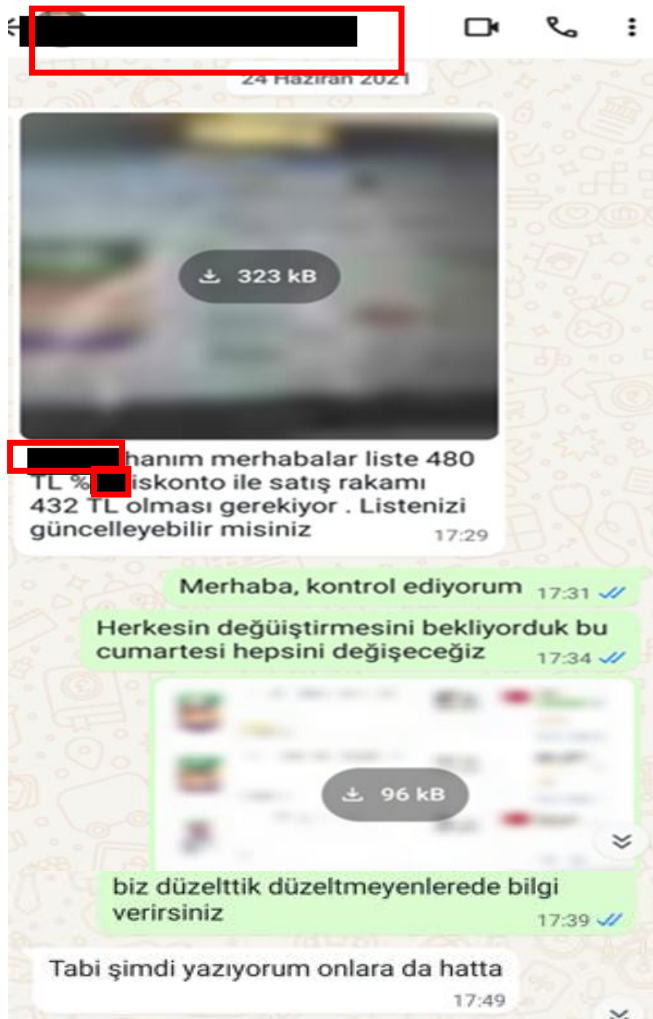 24 Haziran 2021
323 kB
hanım merhabalar liste 480
TL % iskonto ile satış rakamı
432 TL olması gerekiyor . Listenizi
güncelleyebilir misiniz
17:29
Merhaba, kontrol ediyorum 17:31
Herkesin değüiştirmesini bekliyorduk bu
cumartesi hepsini değişeceğiz 17:34
96 kB
biz düzelttik düzeltmeyenlerede bilgi
verirsiniz 17:39
Tabi şimdi yazıyorum onlara da hatta
17:49